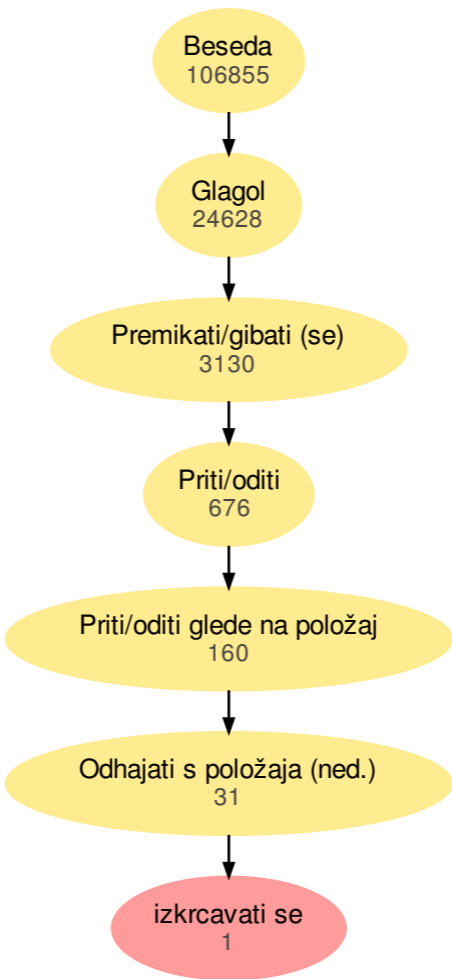 Beseda
106855
Glagol
24628
Premikati/gibati (se)
3130
Priti/oditi
676
Priti/oditi glede na položaj
160
Odhajati s položaja (ned.)
31
izkrcavati se
1